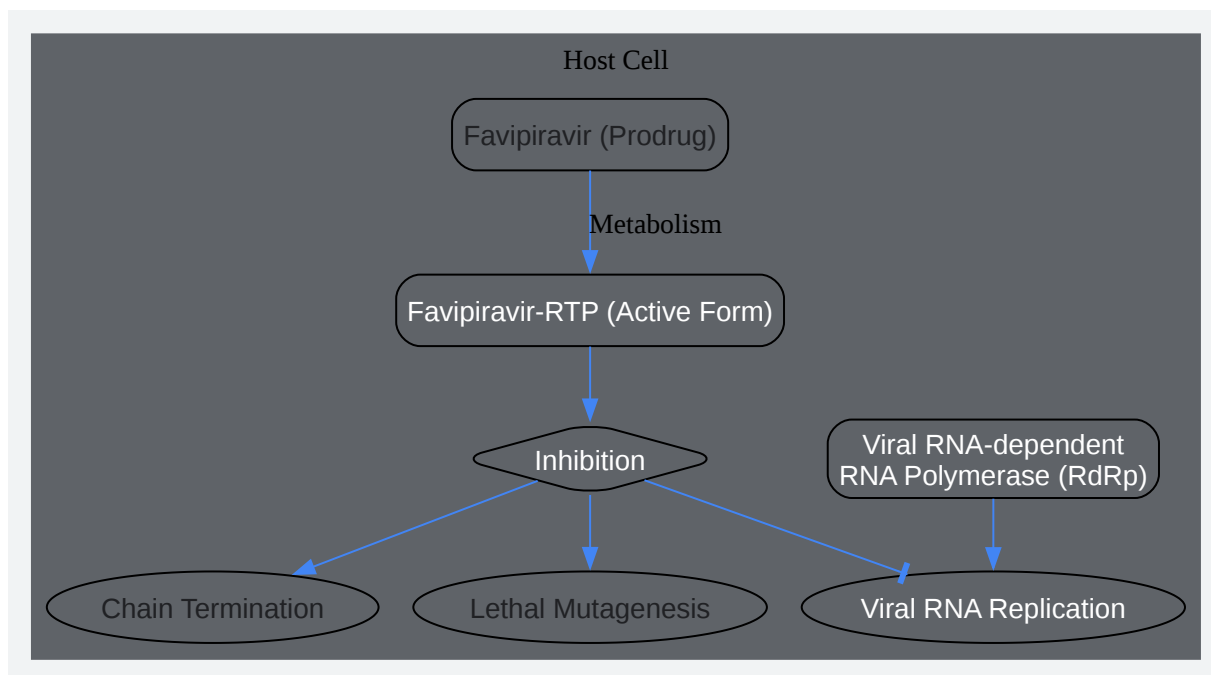 Host Cell
Favipiravir (Prodrug)
Metabolism
Favipiravir-RTP (Active Form)
Inhibition
Viral RNA-dependent
RNA Polymerase (RdRp)
Chain Termination
Lethal Mutagenesis
Viral RNA Replication